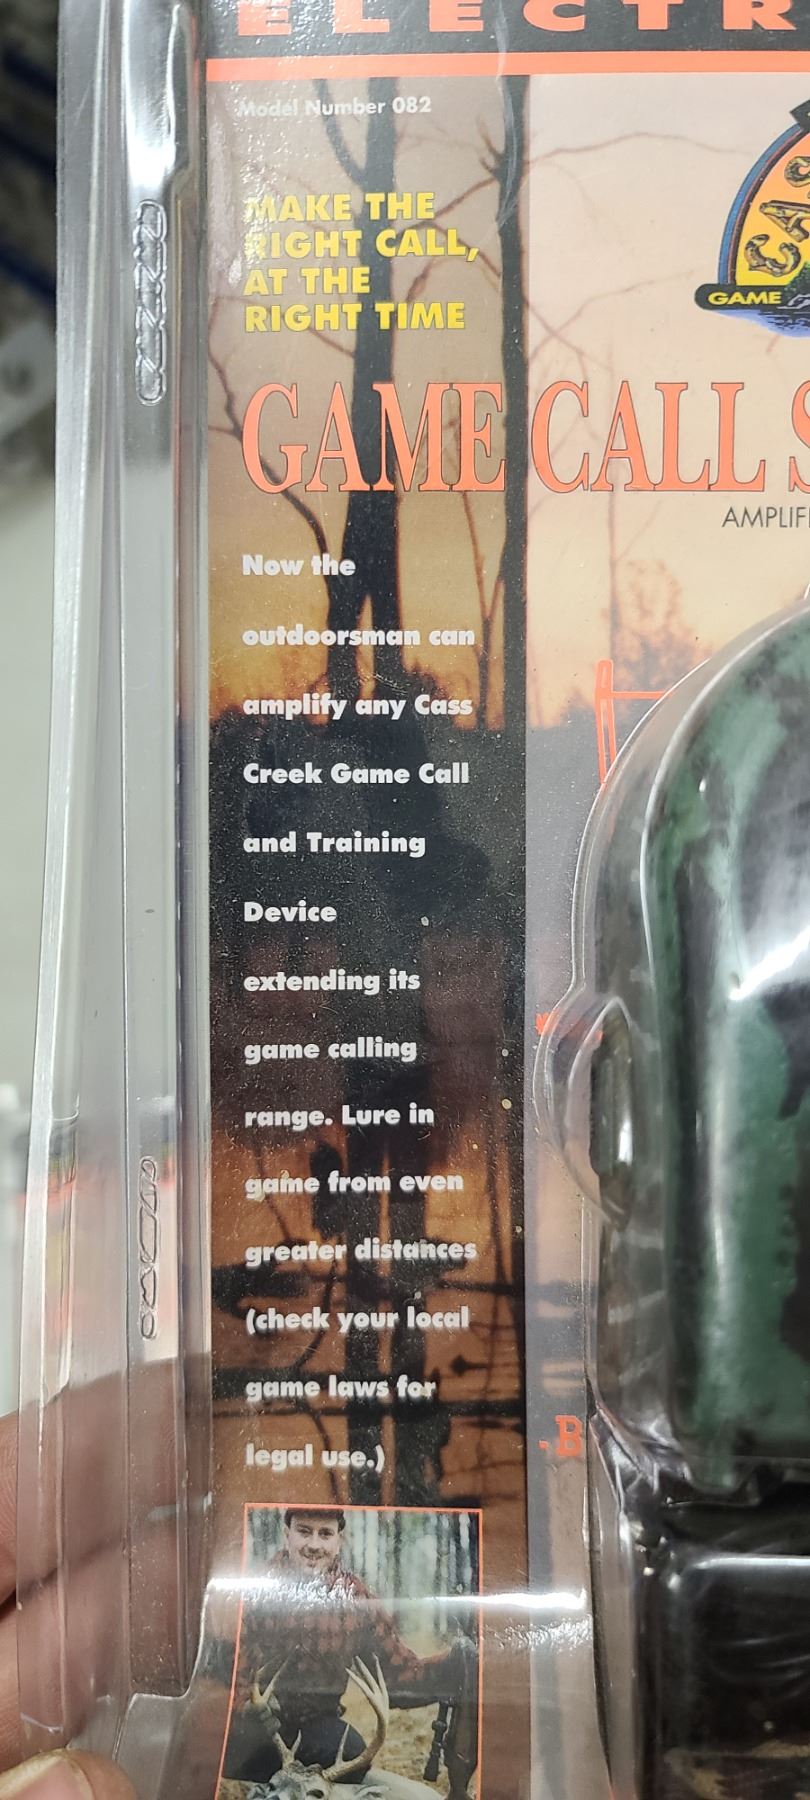 ELECTR
Model Number 082
MAKE THE
RIGHT CALL,
AT THE
RIGHT TIME
CAS
GAME
GAME CALL S
AMPLIFI
Now the
outdoorsman can
amplify any Cass
Creek Game Call
and Training
Device
extending its
game calling
range. Lure in
game from even
greater distances
(check your local
game laws for
legal use.)
.B